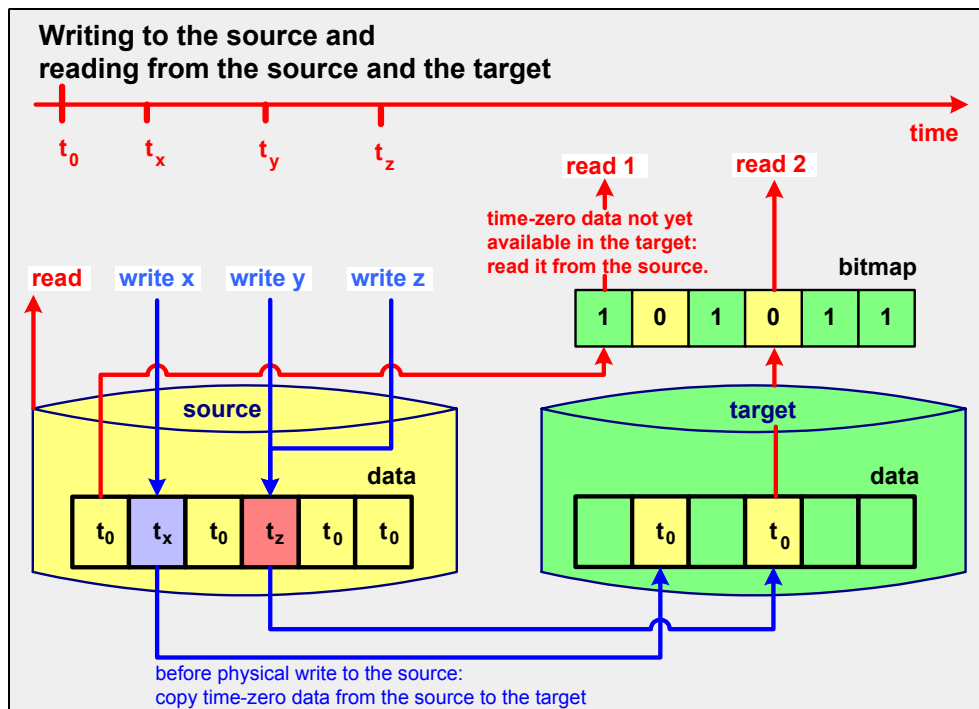 Writing to the source and
reading from the source and the target
time
t0 tx ty tz
read 1 read 2
time-zero data not yet
available in the target:
read it from the source.
read write x write y write z
bitmap
1 0 1 0 1 1
source target
data data
t0 tx t0 tz t0 t0
t0 t0
before physical write to the source:
copy time-zero data from the source to the target